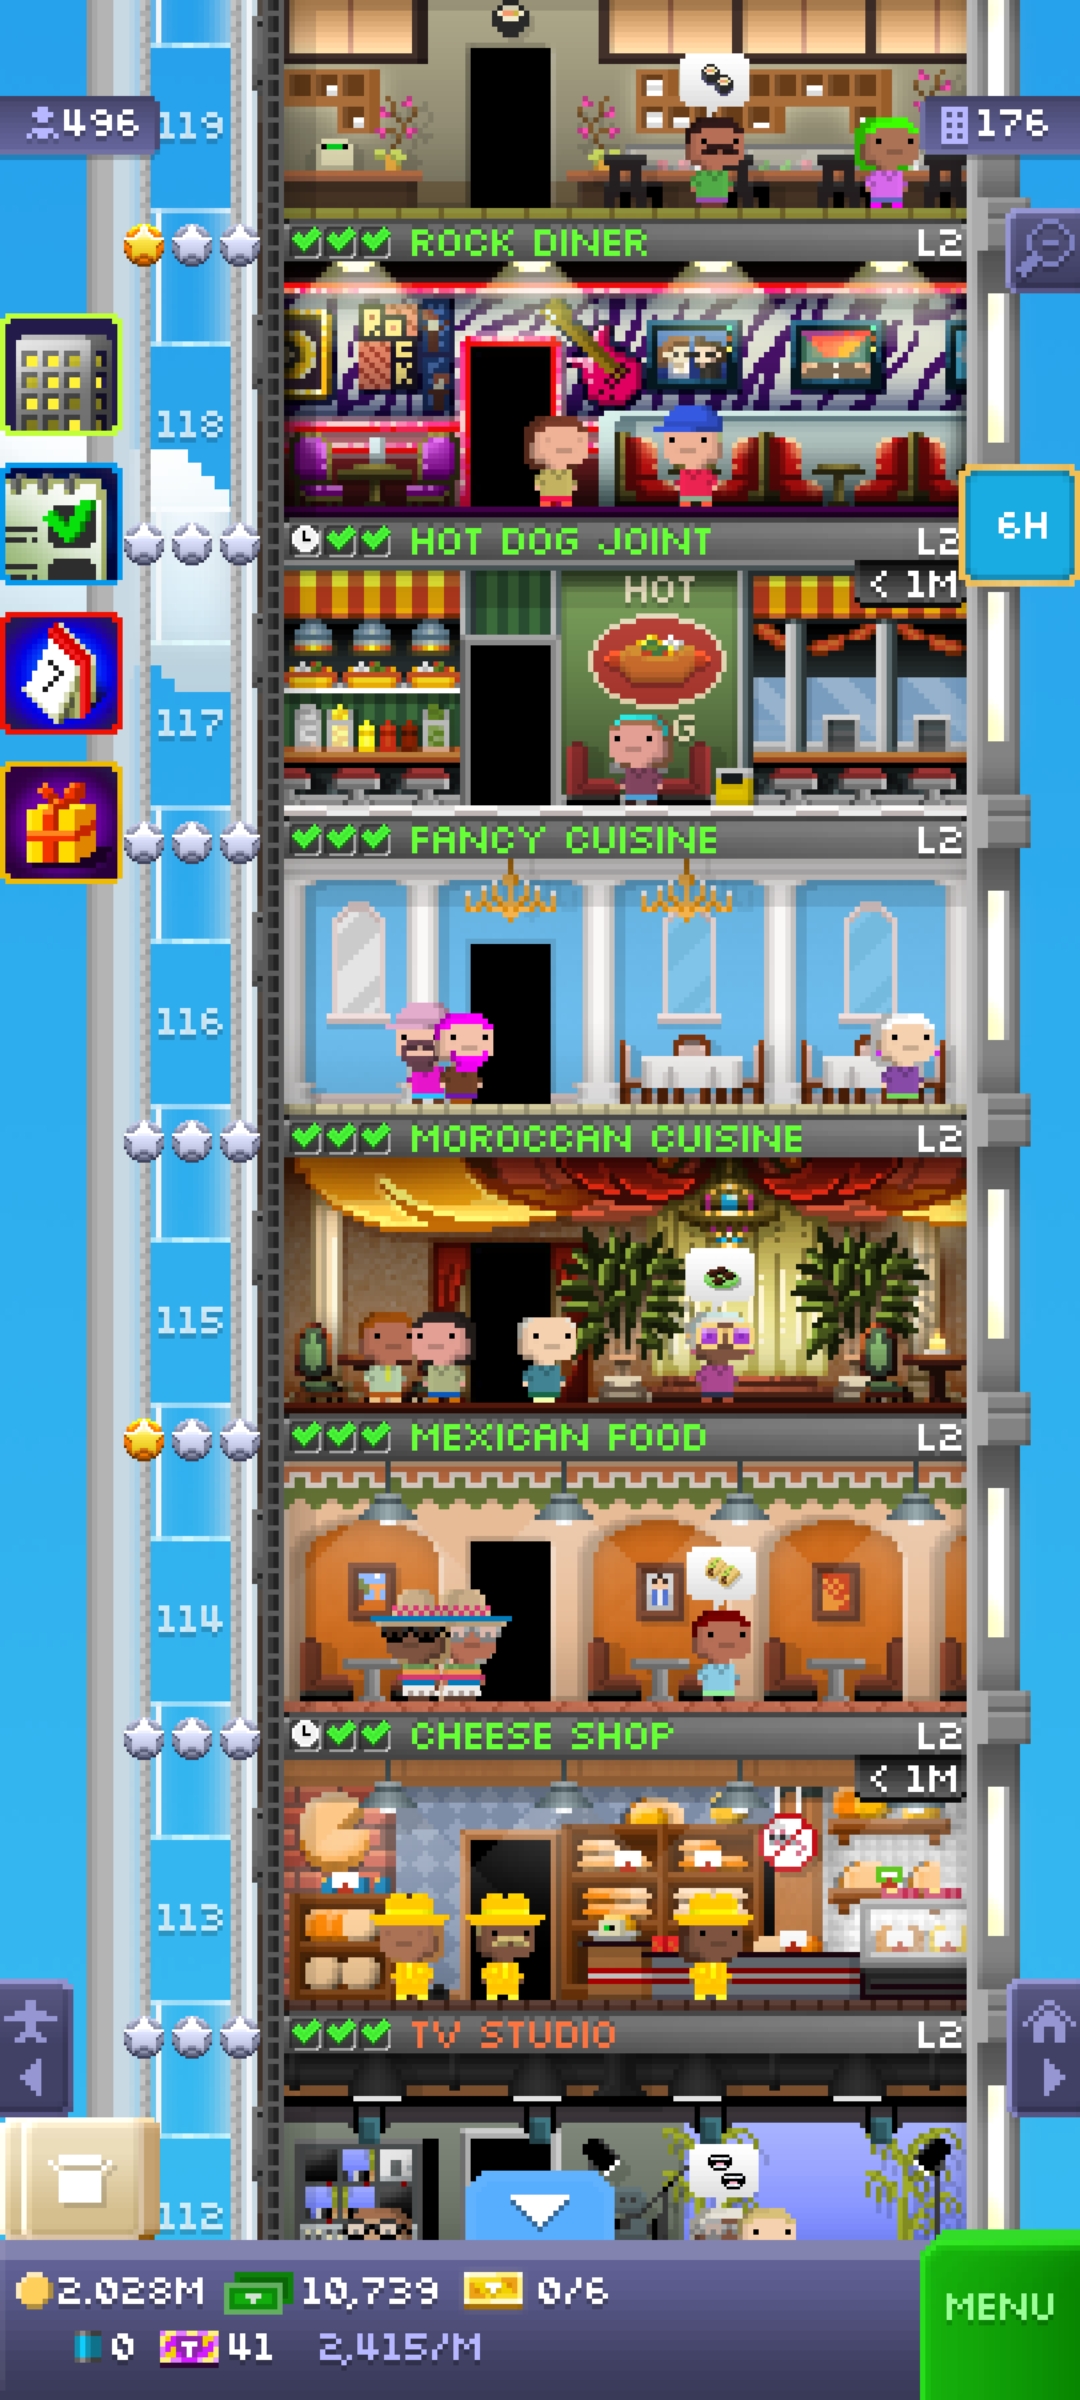 496
119
176
ROCK DINER L2
ROCK
118
HOT DOG JOINT L2
6H
< 1M
HOT
G
7
117
FANCY CUISINE L2
116
MOROCCAN CUISINE L2
115
MEXICAN FOOD L2
114
CHEESE SHOP L2
< 1M
113
TV STUDIO L2
112
2.028M 10,739 0/6
0 T 41 2,415/M
MENU